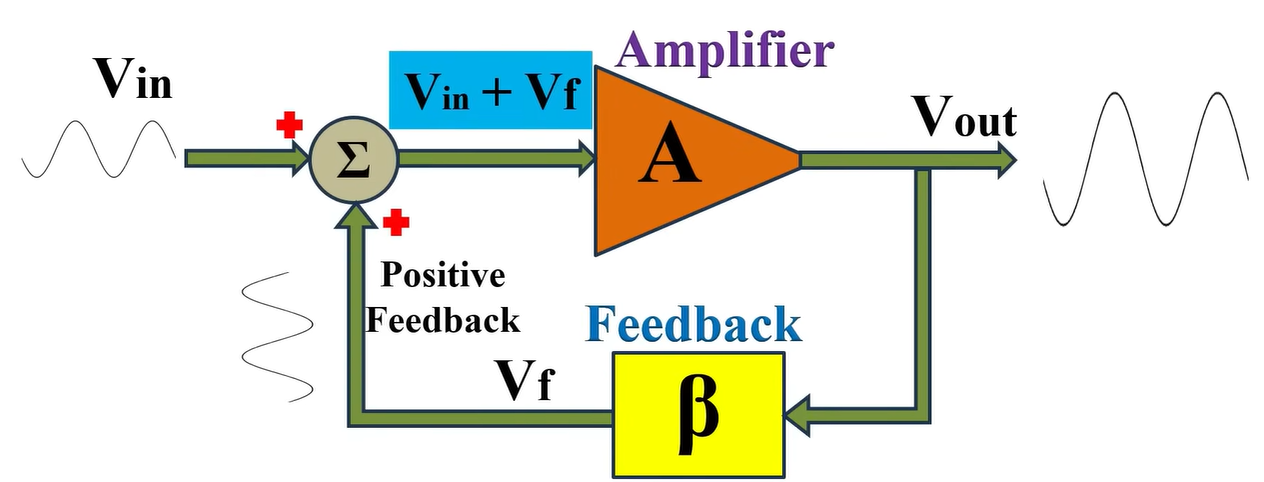 Amplifier
Vin
Vin + Vf
Vout
Σ
A
Positive
Feedback
Feedback
Vf
β